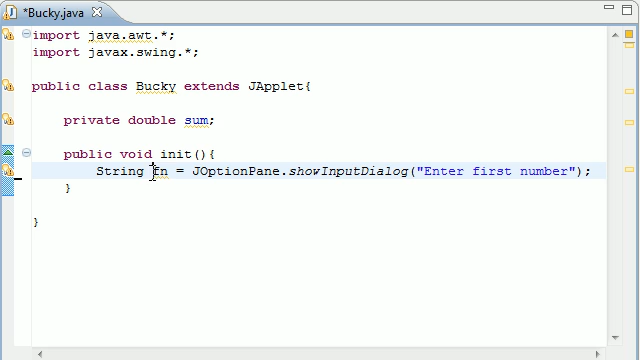 *Bucky.java
import java.awt.*;
import javax.swing.*;
public class Bucky extends JApplet{
private double sum;
public void init(){
String fn = JOptionPane.showInputDialog("Enter first number");
}
}